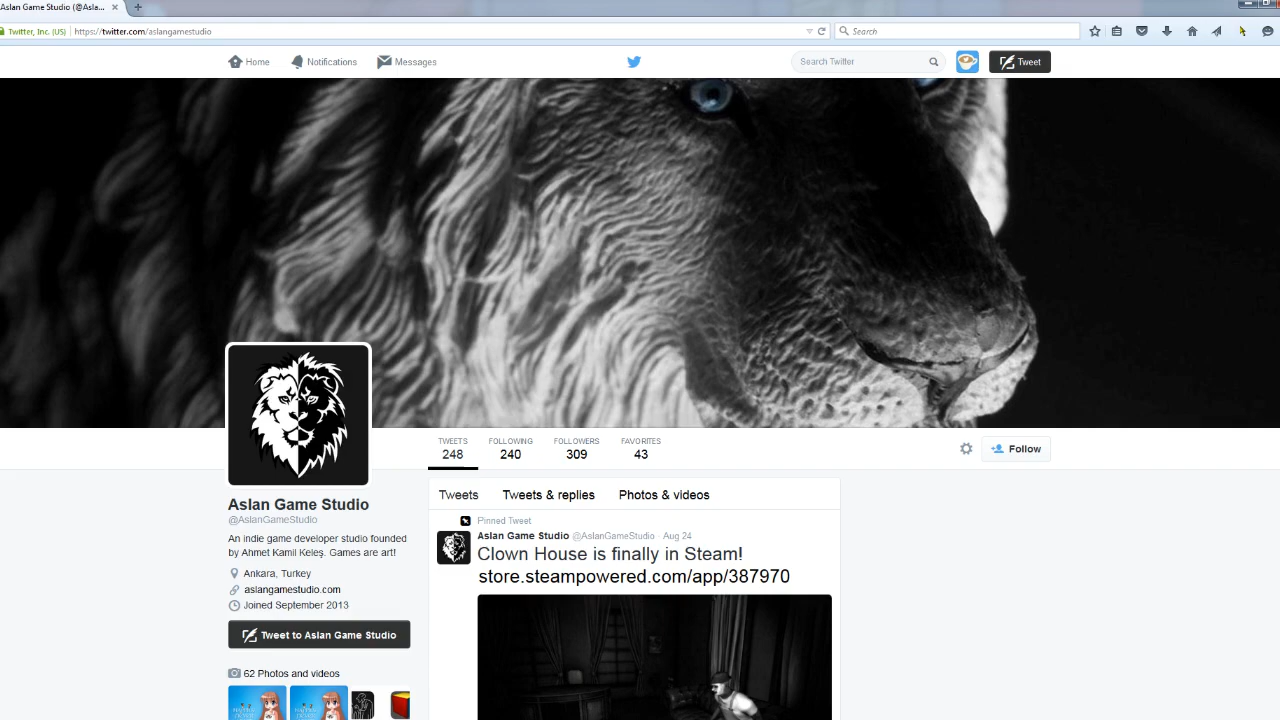 Aslan Game Studio (@Asla...
Twitter, Inc. (US)
https://twitter.com/aslangamestudio
Search
Home
Notifications
Messages
Search Twitter
Tweet
TWEETS
248
FOLLOWING
240
FOLLOWERS
309
FAVORITES
43
Follow
Aslan Game Studio
@AslanGameStudio
An indie game developer studio founded
by Ahmet Kamil Keleş. Games are art!
Ankara, Turkey
aslangamestudio.com
Joined September 2013
Tweet to Aslan Game Studio
62 Photos and videos
Tweets
Tweets & replies
Photos & videos
Pinned Tweet
Aslan Game Studio @AslanGameStudio · Aug 24
Clown House is finally in Steam!
store.steampowered.com/app/387970